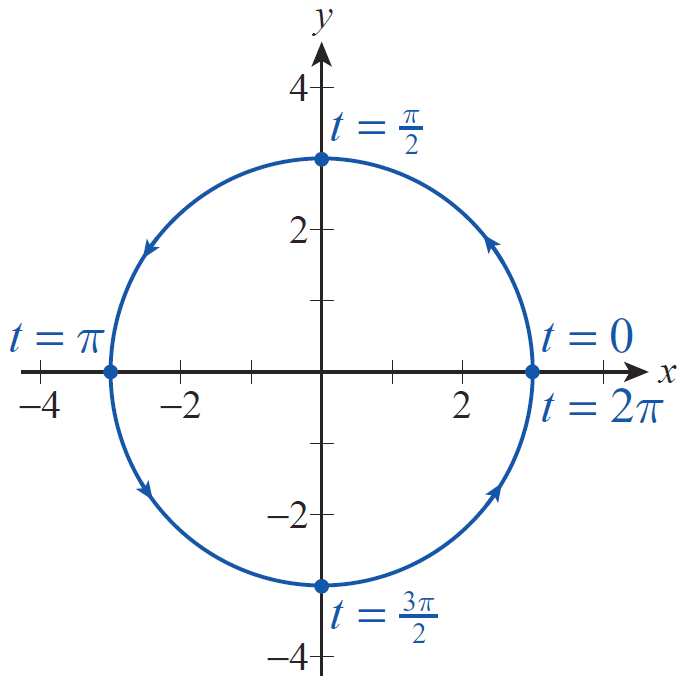 y
4
t = π/2
2
t = π
t = 0
x
−4
−2
2
t = 2π
−2
t = 3π/2
−4